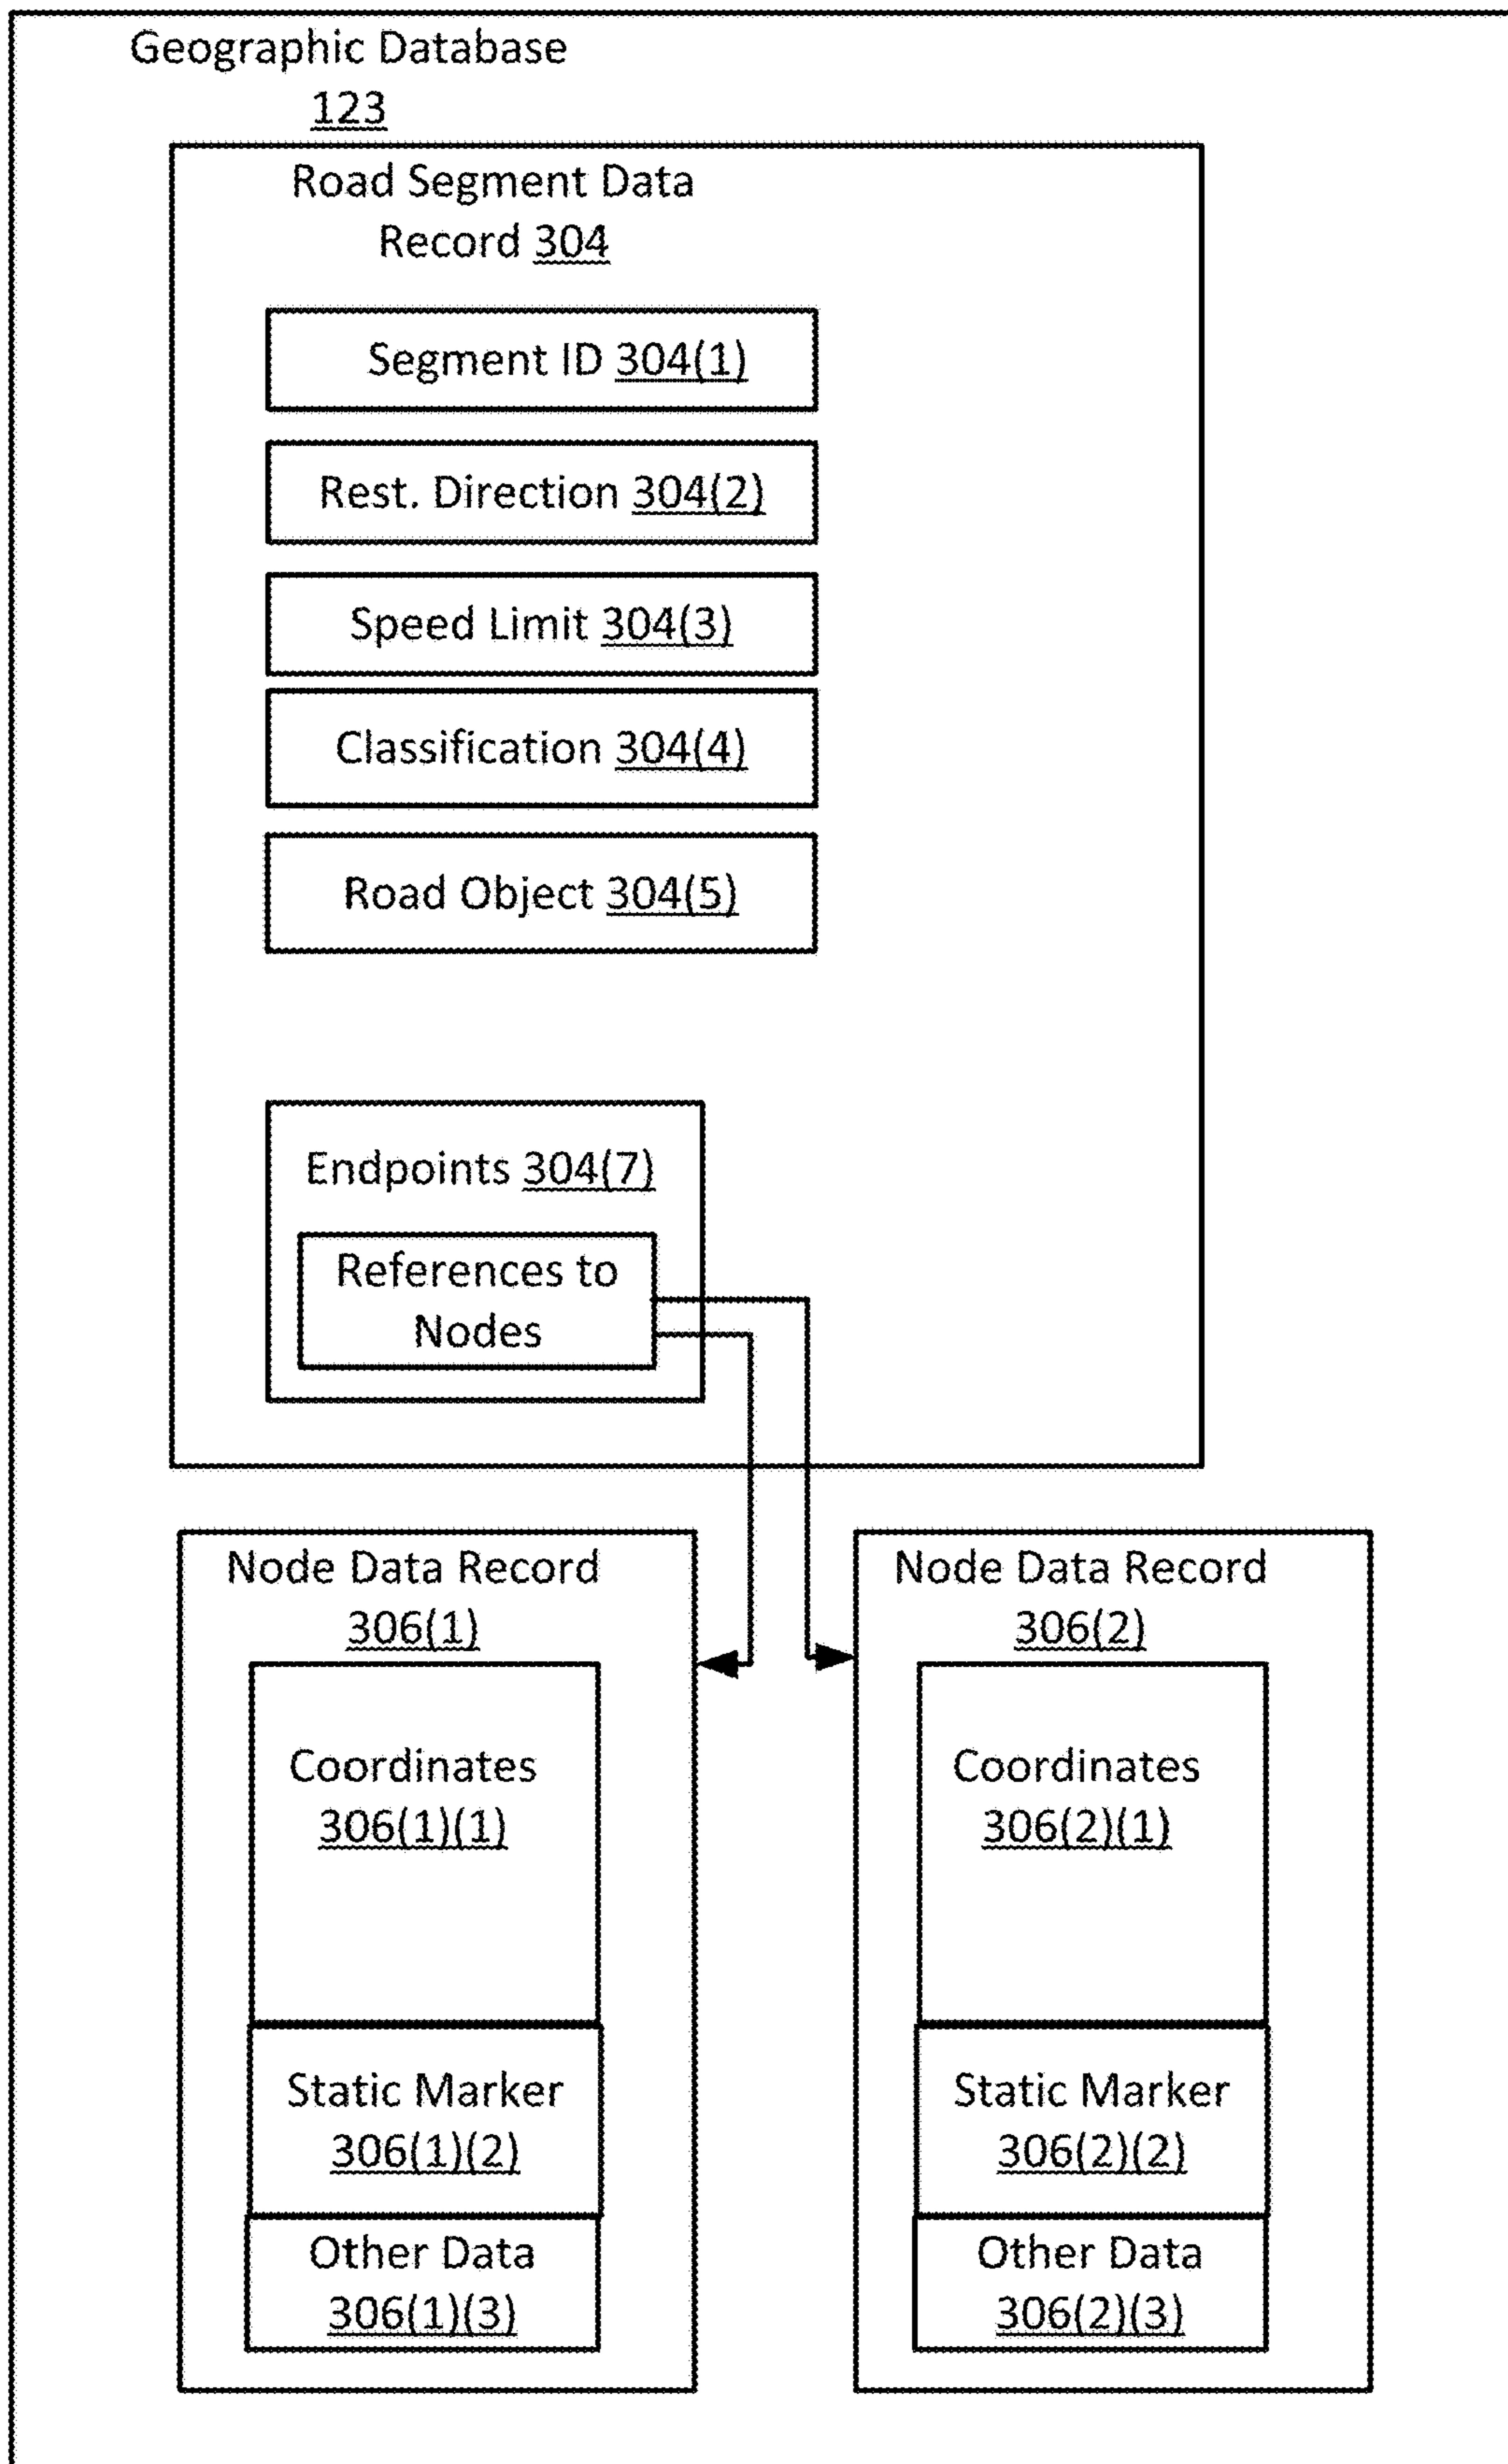 Geographic Database
123
Road Segment Data
Record 304
Segment ID 304(1)
Rest. Direction 304(2)
Speed Limit 304(3)
Classification 304(4)
Road Object 304(5)
Endpoints 304(7)
References to
Nodes
Node Data Record
306(1)
Coordinates
306(1)(1)
Static Marker
306(1)(2)
Other Data
306(1)(3)
Node Data Record
306(2)
Coordinates
306(2)(1)
Static Marker
306(2)(2)
Other Data
306(2)(3)